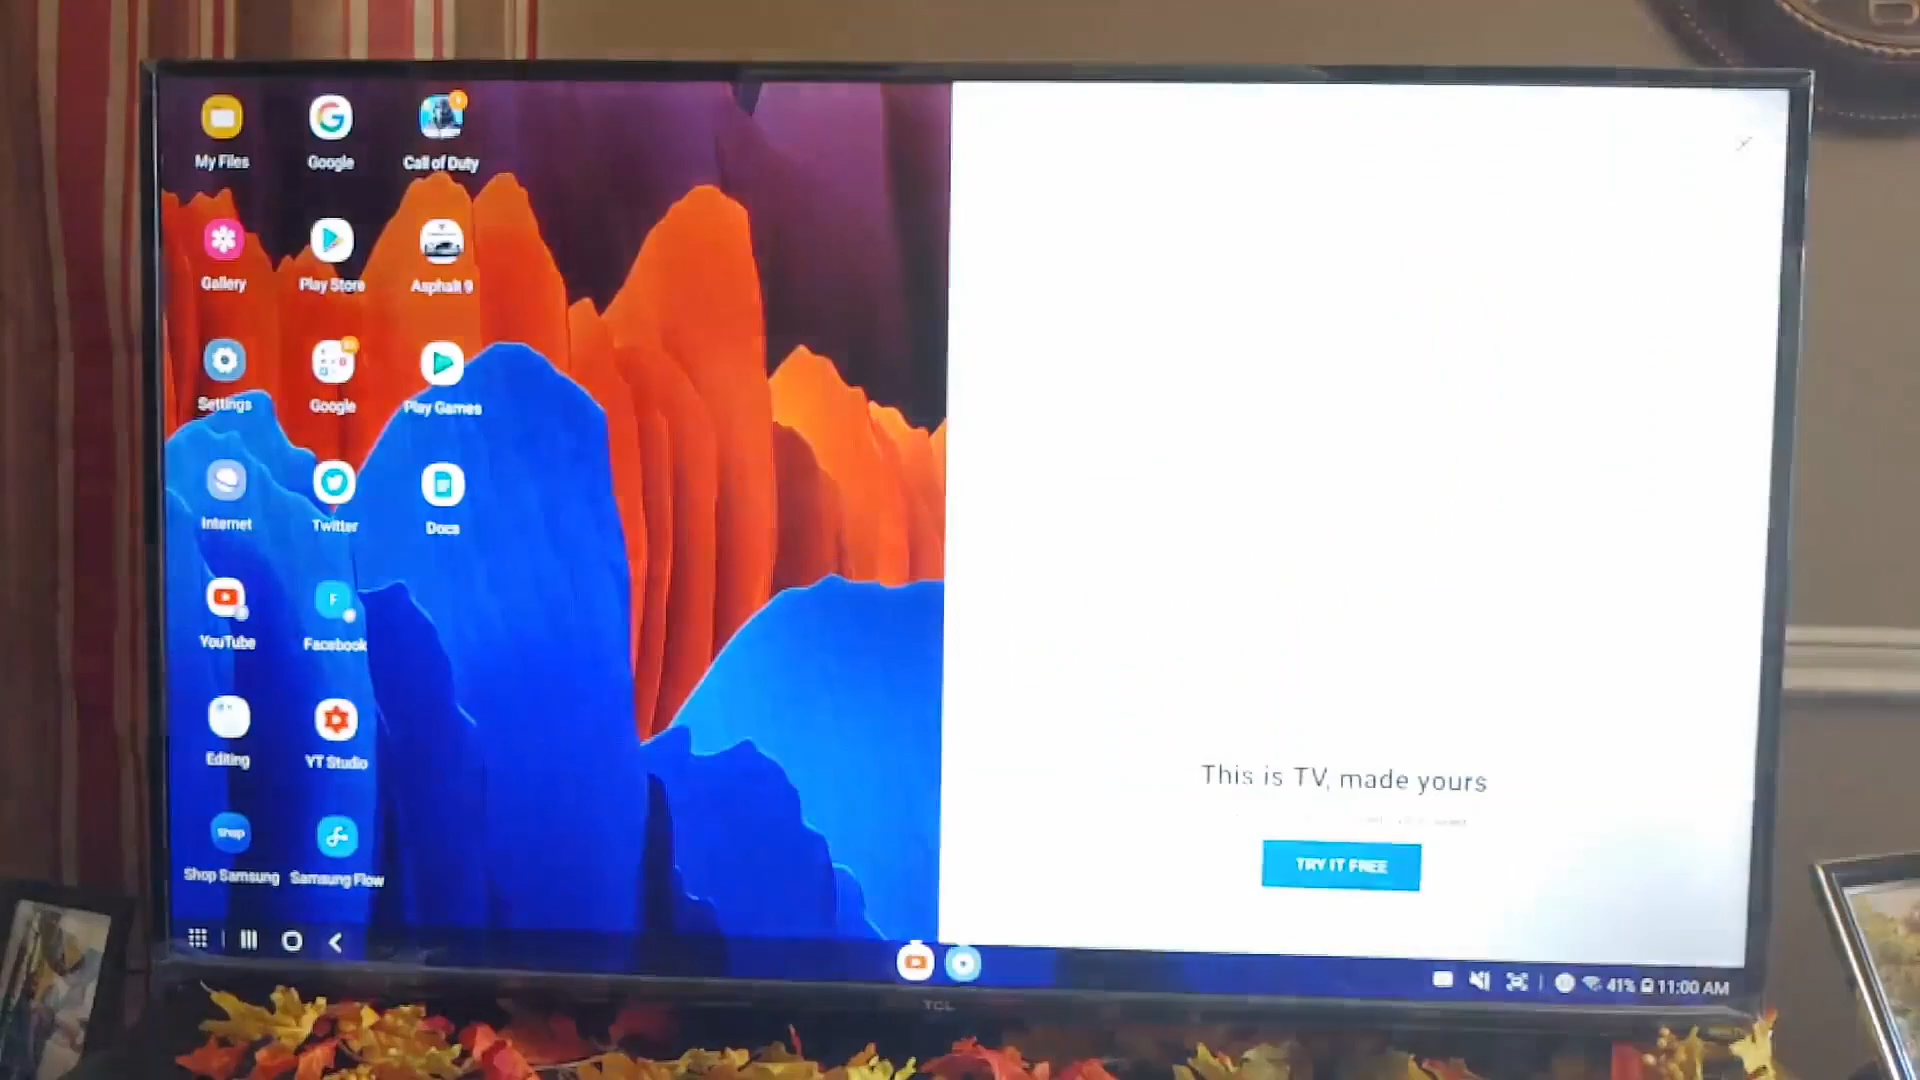 My Files
Google
Call of Duty
Gallery
Play Store
Asphalt 9
Settings
Google
Play Games
Internet
Twitter
Docs
YouTube
F
Facebook
Editing
YT Studio
shop
Shop Samsung
Samsung Flow
This is TV, made yours
TRY IT FREE
41% 11:00 AM
TCL